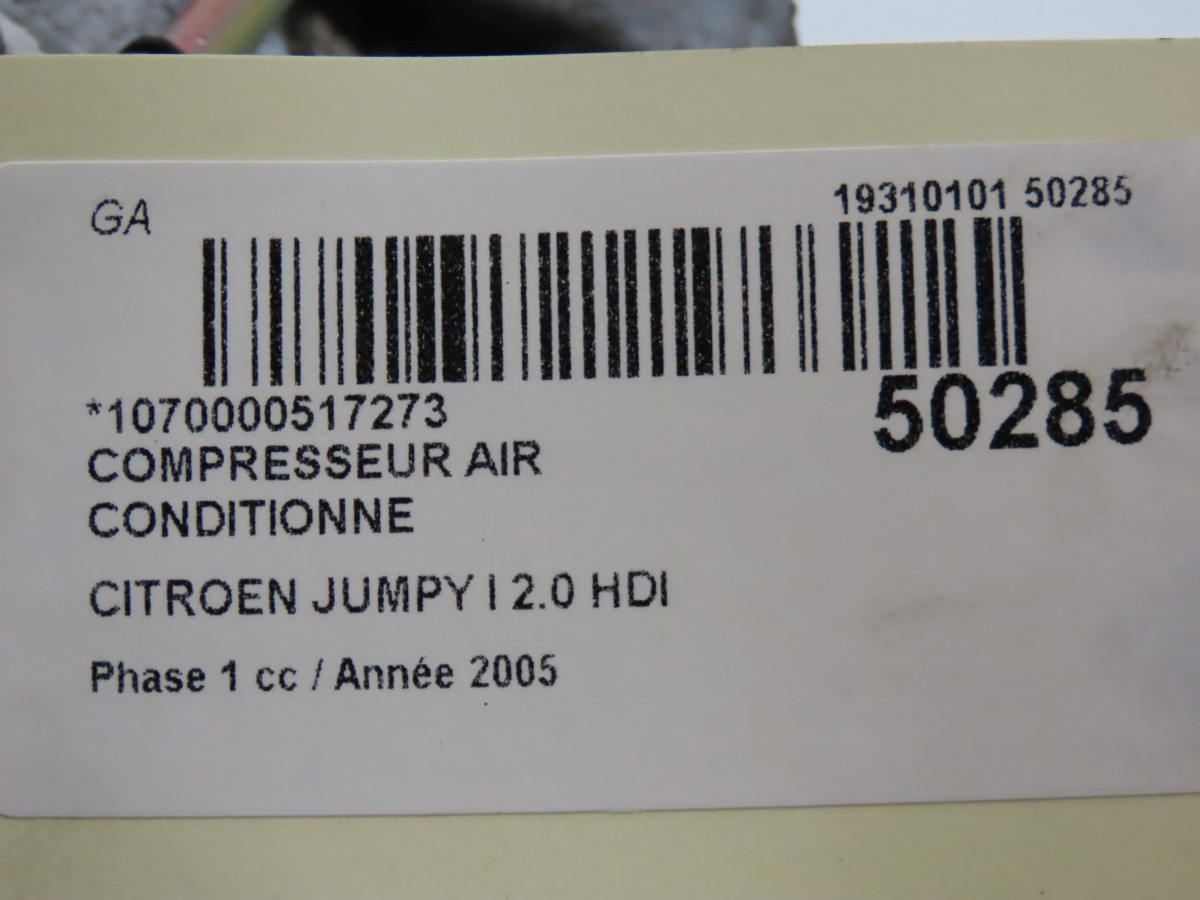 GA
19310101 50285
50285
*1070000517273
COMPRESSEUR AIR
CONDITIONNE
CITROEN JUMPY I 2.0 HDI
Phase 1 cc / Année 2005